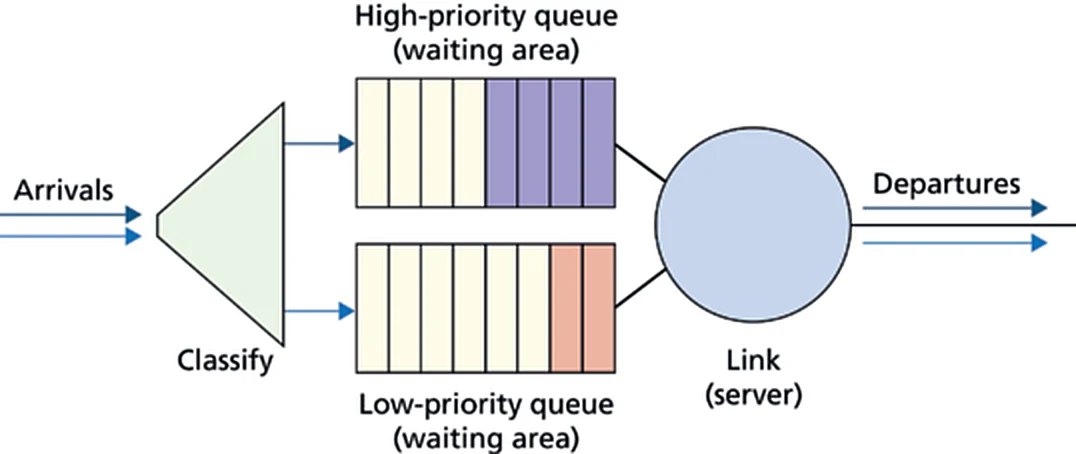 High-priority queue
(waiting area)
Arrivals
Departures
Classify
Link
(server)
Low-priority queue
(waiting area)